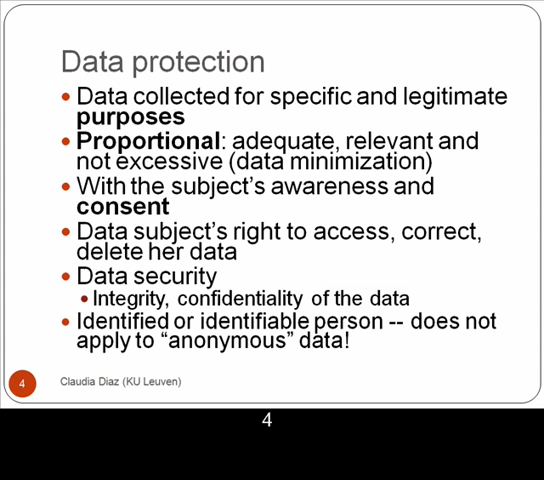 Data protection
• Data collected for specific and legitimate
purposes
• Proportional: adequate, relevant and
not excessive (data minimization)
• With the subject's awareness and
consent
• Data subject's right to access, correct,
delete her data
• Data security
• Integrity, confidentiality of the data
• Identified or identifiable person -- does not
apply to “anonymous” data!
4
Claudia Diaz (KU Leuven)
4